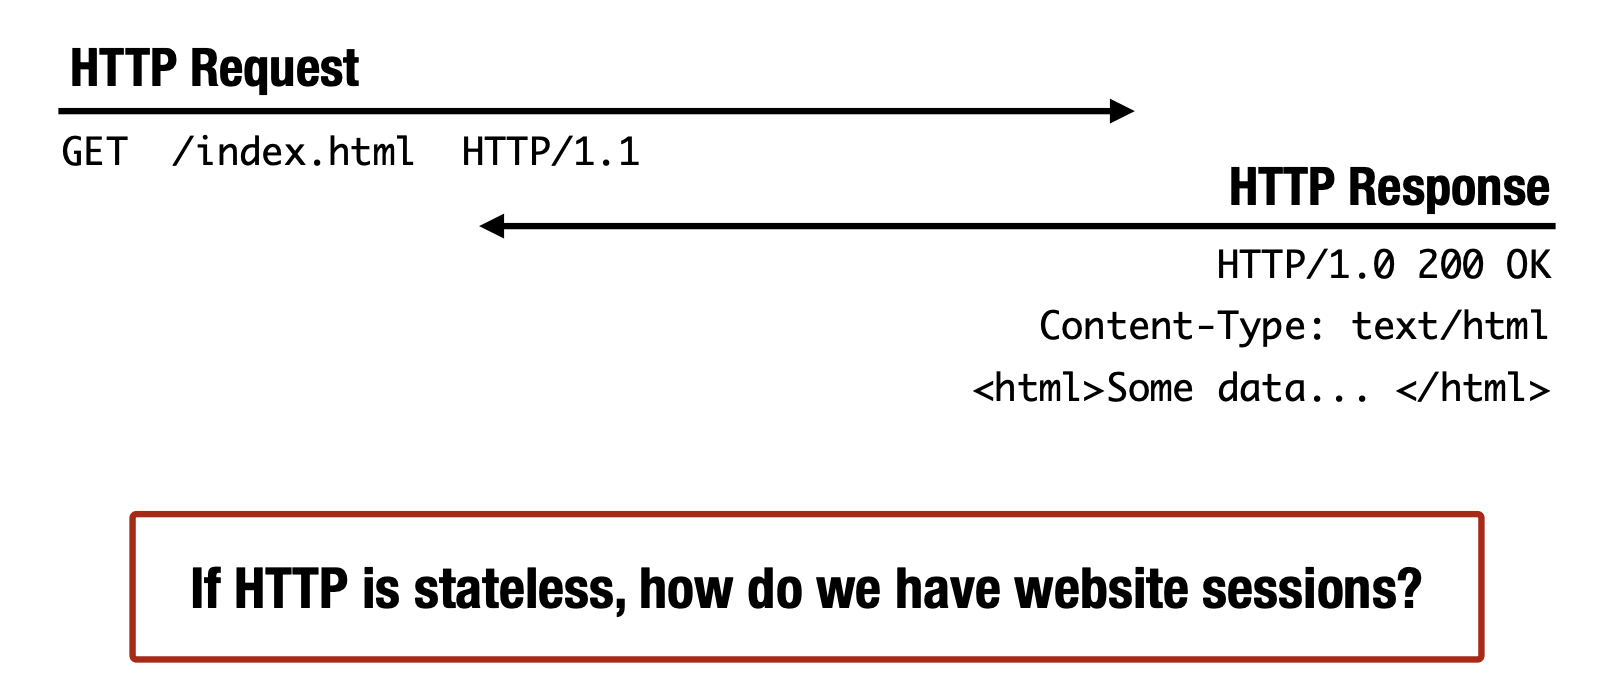 HTTP Request
GET /index.html HTTP/1.1
HTTP Response
HTTP/1.0 200 OK
Content-Type: text/html
<html>Some data... </html>
If HTTP is stateless, how do we have website sessions?